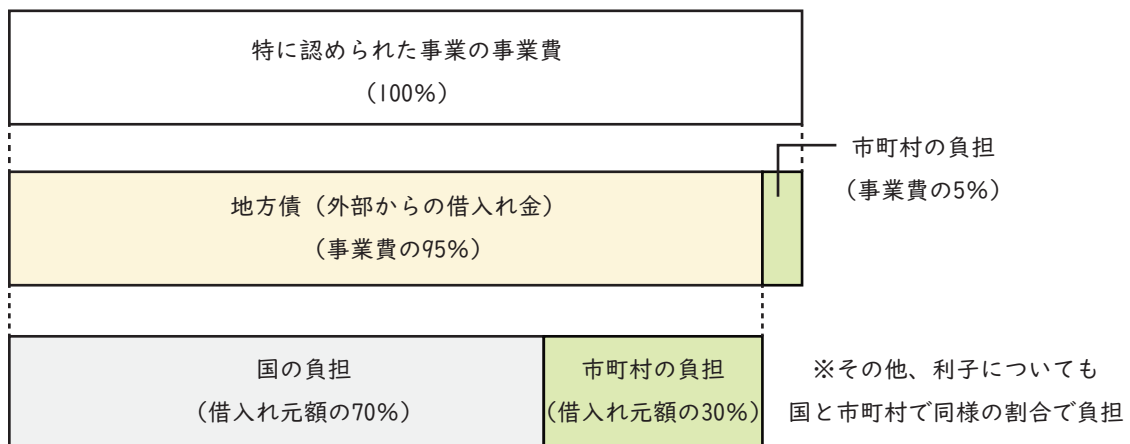 特に認められた事業の事業費
（100%）
市町村の負担
（事業費の5%）
地方債（外部からの借入れ金）
（事業費の95%）
国の負担
（借入れ元額の70%）
市町村の負担
（借入れ元額の30%）
※その他、利子についても
国と市町村で同様の割合で負担